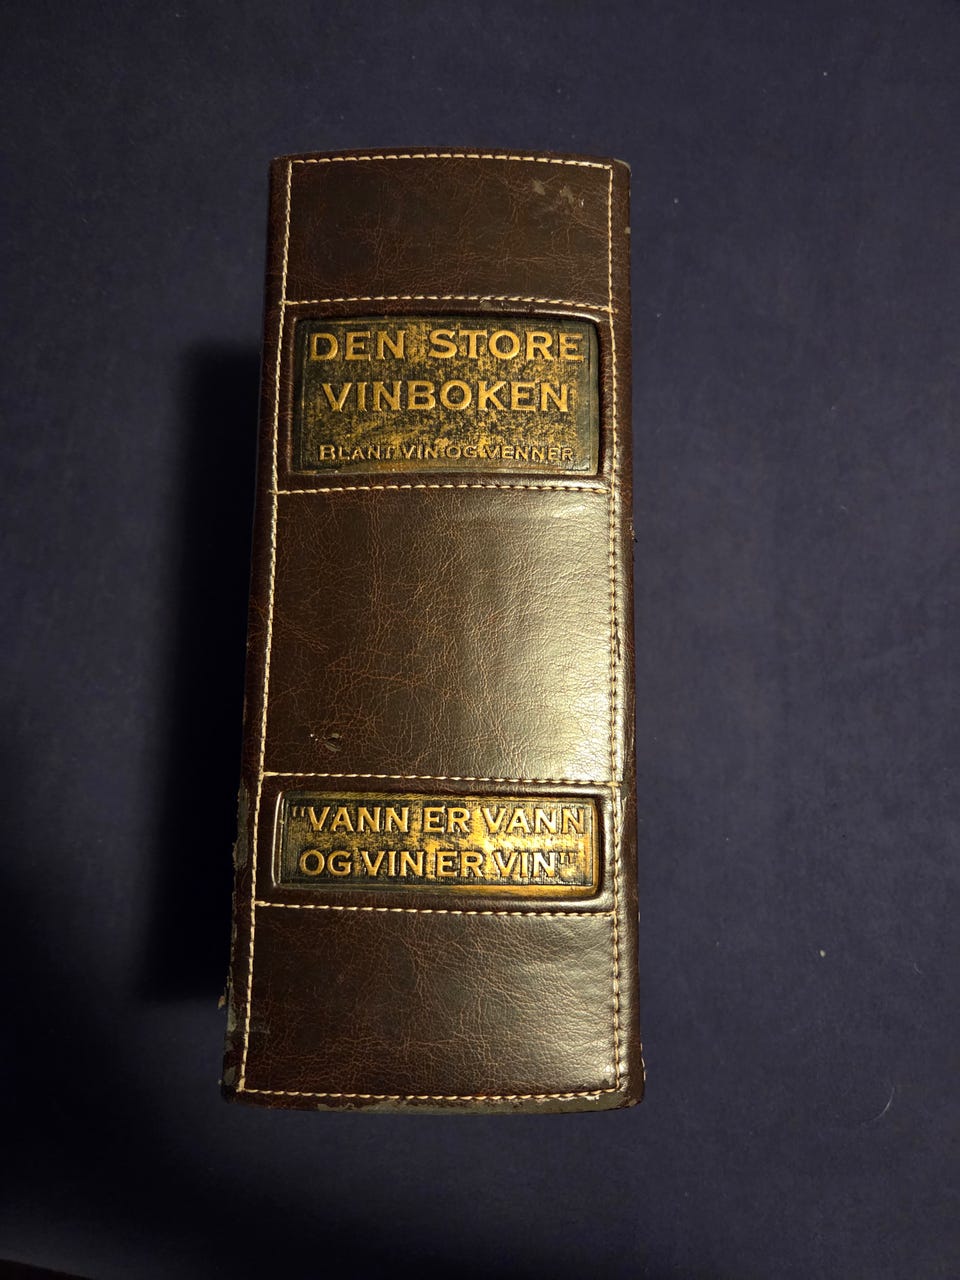 DEN STORE
VINBOKEN
BLANT VIN OG VENNER
"VANN ER VANN
OG VIN ER VIN"